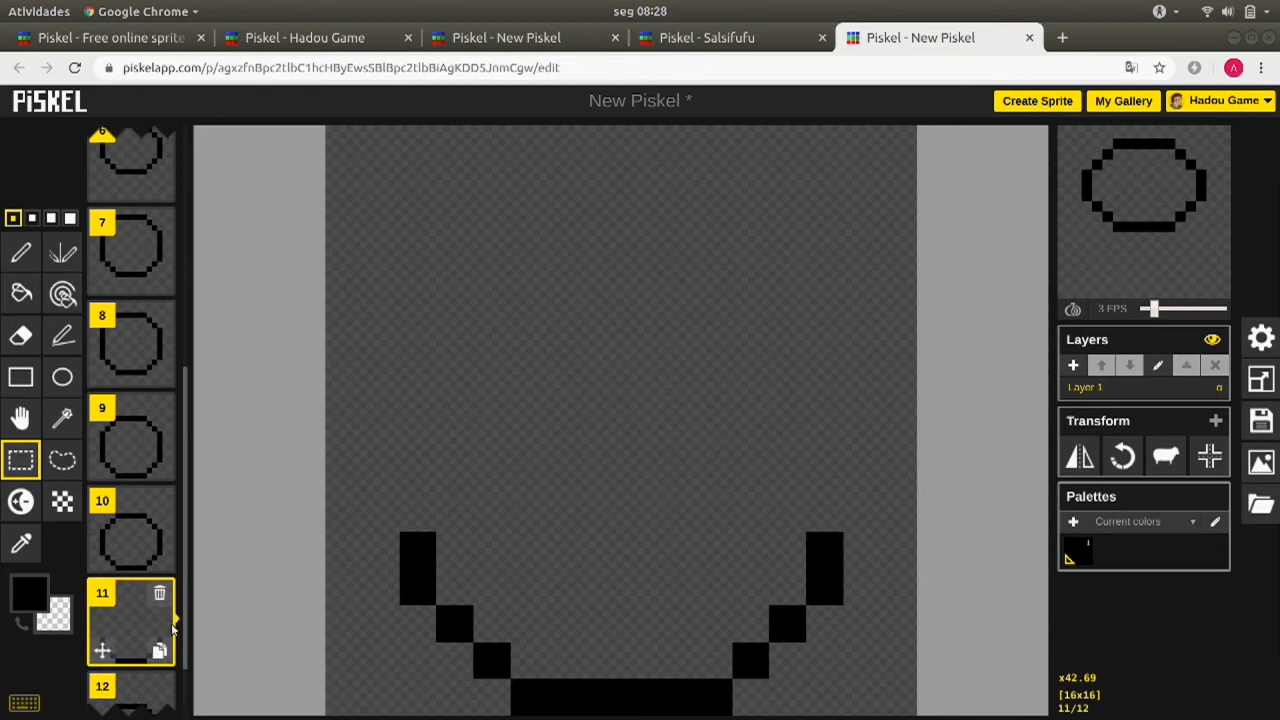 Atividades
Google Chrome
seg 08:28
Piskel - Free online sprite
Piskel - Hadou Game
Piskel - New Piskel
Piskel - Salsifufu
Piskel - New Piskel
piskelapp.com/p/agxzfnBpc2tlbC1hcHByEwsSBlBpc2tlbBiAgKDD5JnmCgw/edit
A
PiSKEL
New Piskel *
Create Sprite
My Gallery
Hadou Game
6
7
8
9
10
11
12
3 FPS
Layers
Layer 1
α
Transform
Palettes
Current colors
1
x42.69
[16x16]
11/12